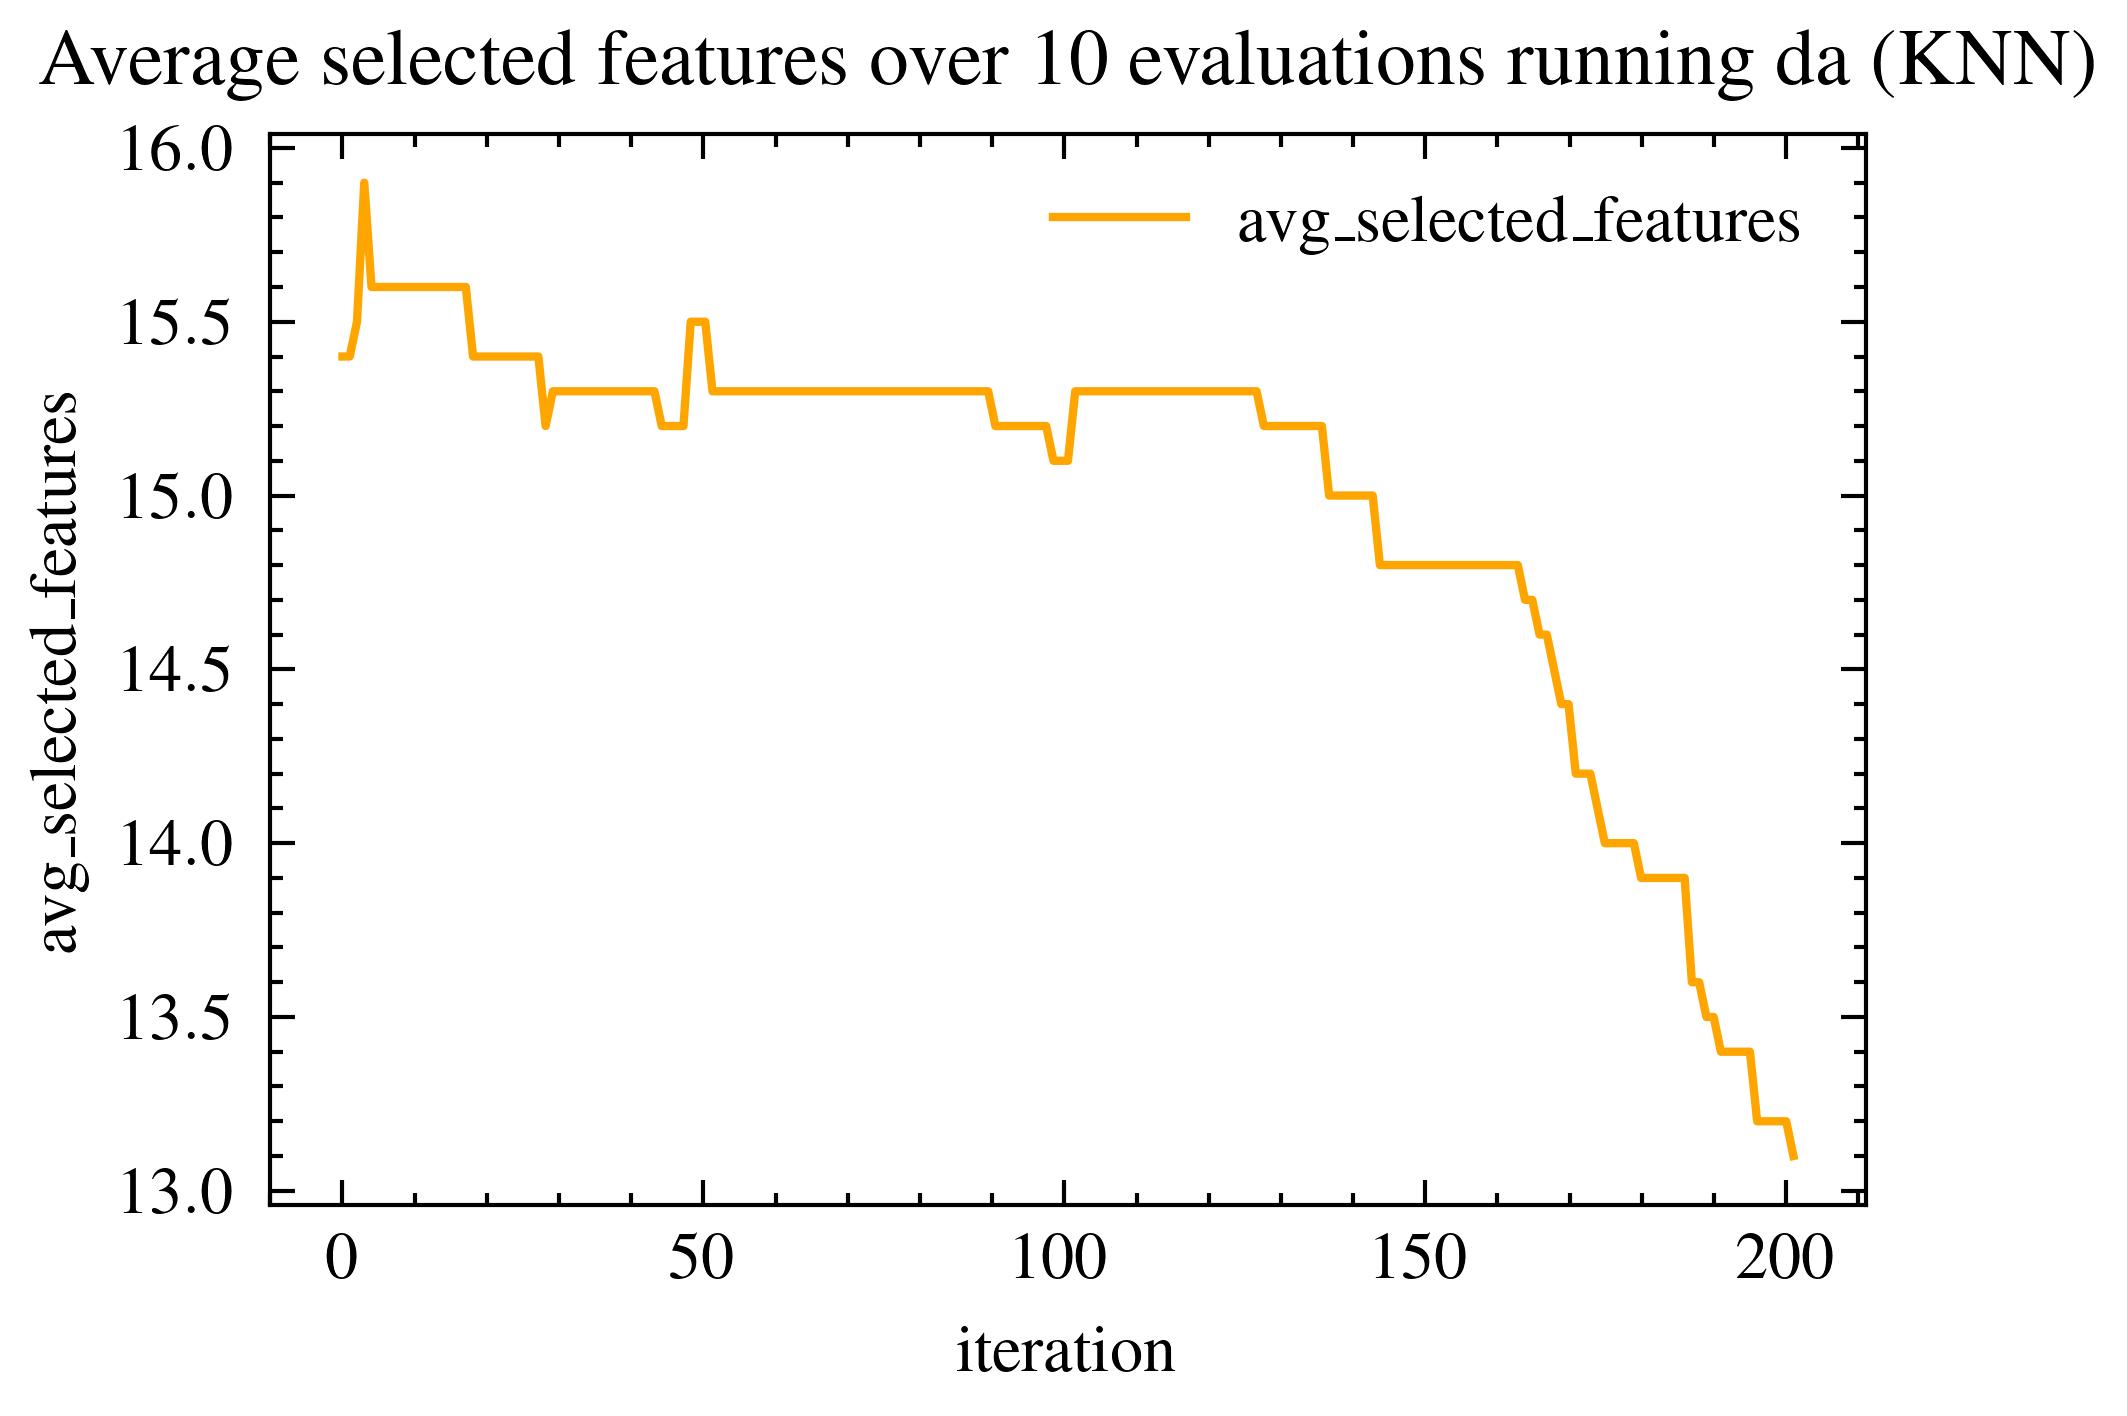 Average selected features over 10 evaluations running da (KNN)
avg_selected_features
16.0
15.5
15.0
14.5
14.0
13.5
13.0
avg_selected_features
0 50 100 150 200
iteration